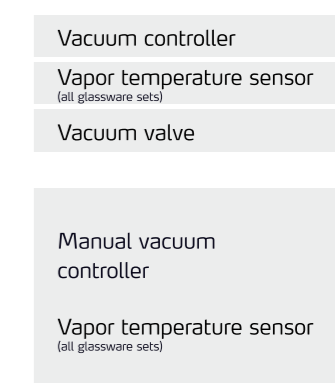 Vacuum controller
Vapor temperature sensor
(all glassware sets)
Vacuum valve
Manual vacuum
controller
Vapor temperature sensor
(all glassware sets)